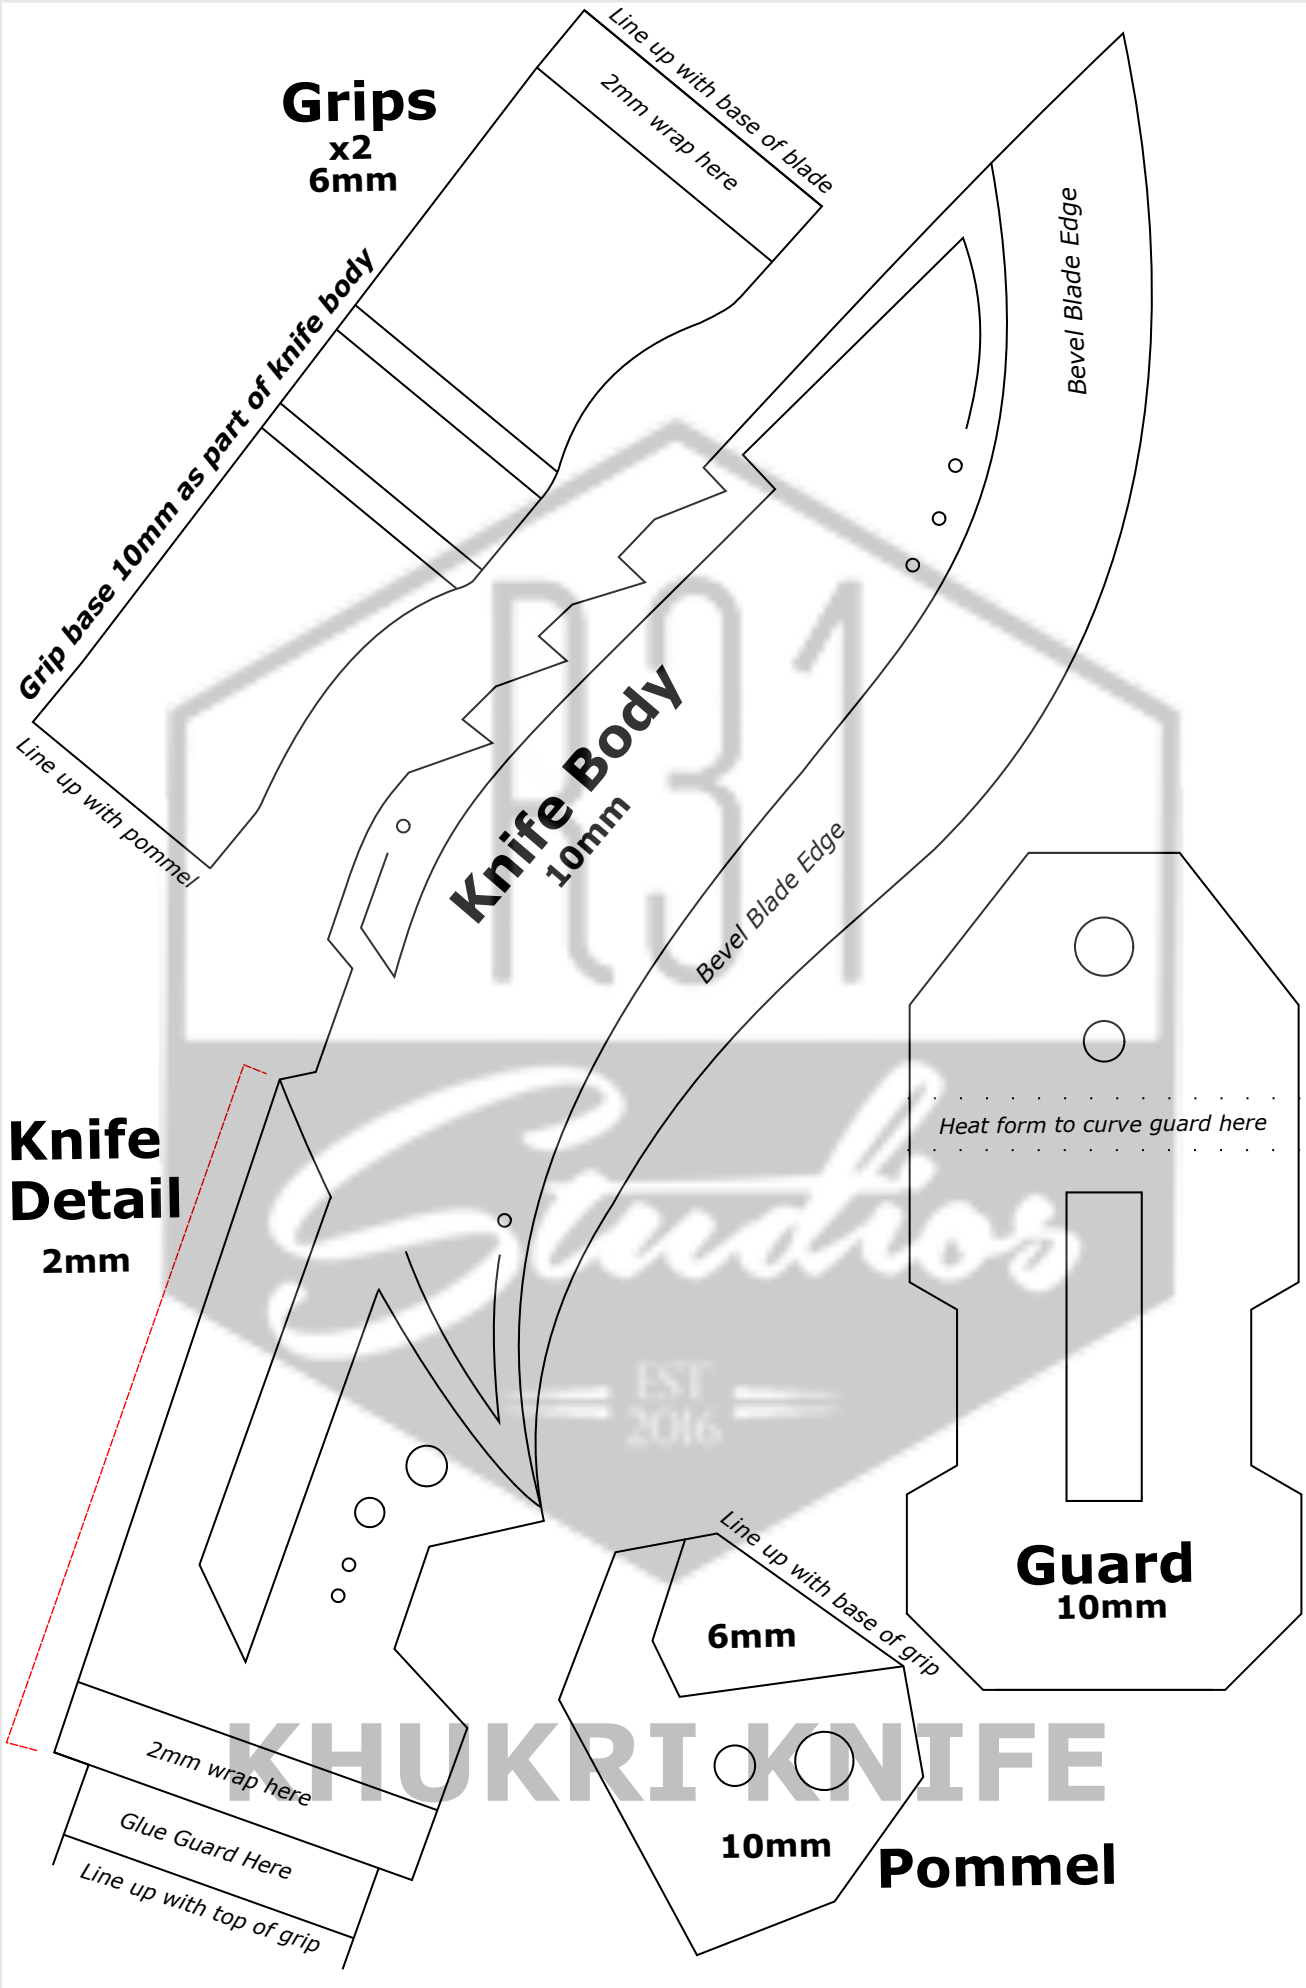 Line up with base of blade
2mm wrap here
Grips
x2
6mm
Grip base 10mm as part of knife body
Line up with pommel
Bevel Blade Edge
R31
Knife Body
10mm
Bevel Blade Edge
Studios
EST
2016
Heat form to curve guard here
Knife
Detail
2mm
Guard
10mm
Line up with base of grip
6mm
KHUKRI KNIFE
2mm wrap here
Glue Guard Here
Line up with top of grip
10mm
Pommel